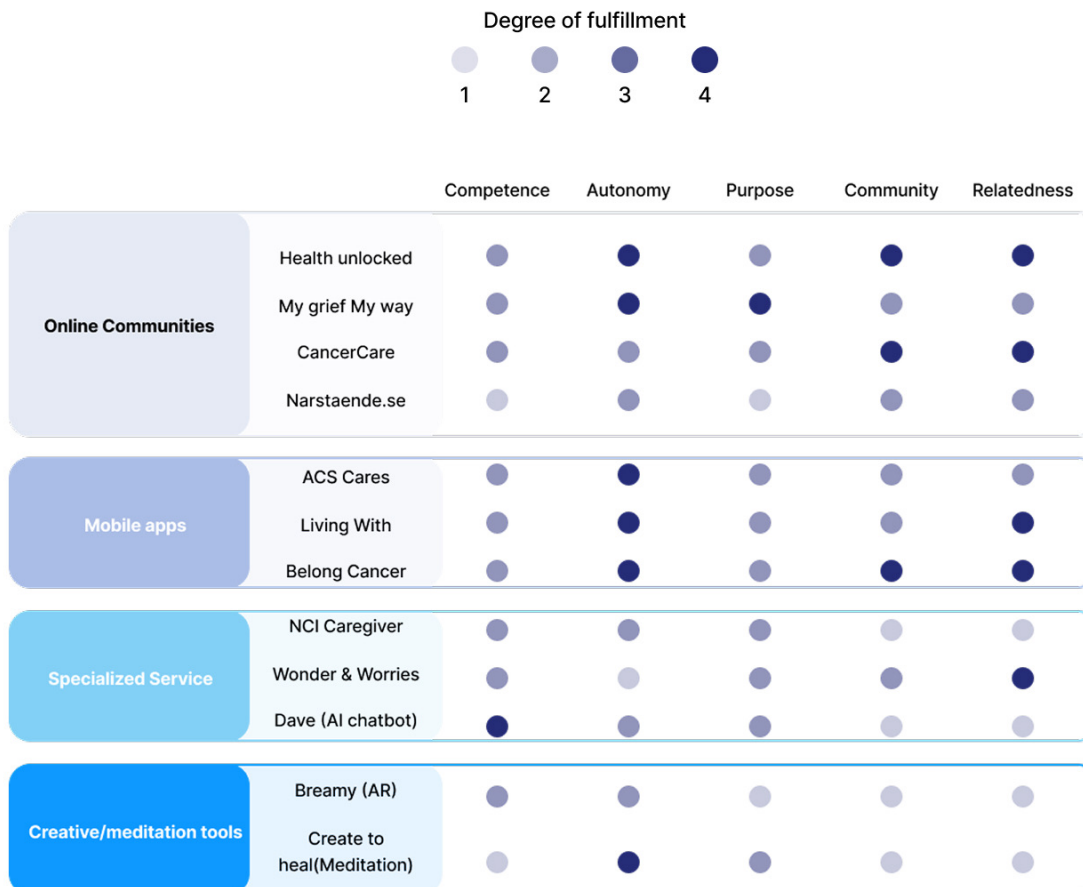 Degree of fulfillment
1 2 3 4
Competence Autonomy Purpose Community Relatedness
Online Communities
Health unlocked
My grief My way
CancerCare
Narstaende.se
Mobile apps
ACS Cares
Living With
Belong Cancer
Specialized Service
NCI Caregiver
Wonder & Worries
Dave (AI chatbot)
Creative/meditation tools
Breamy (AR)
Create to
heal(Meditation)